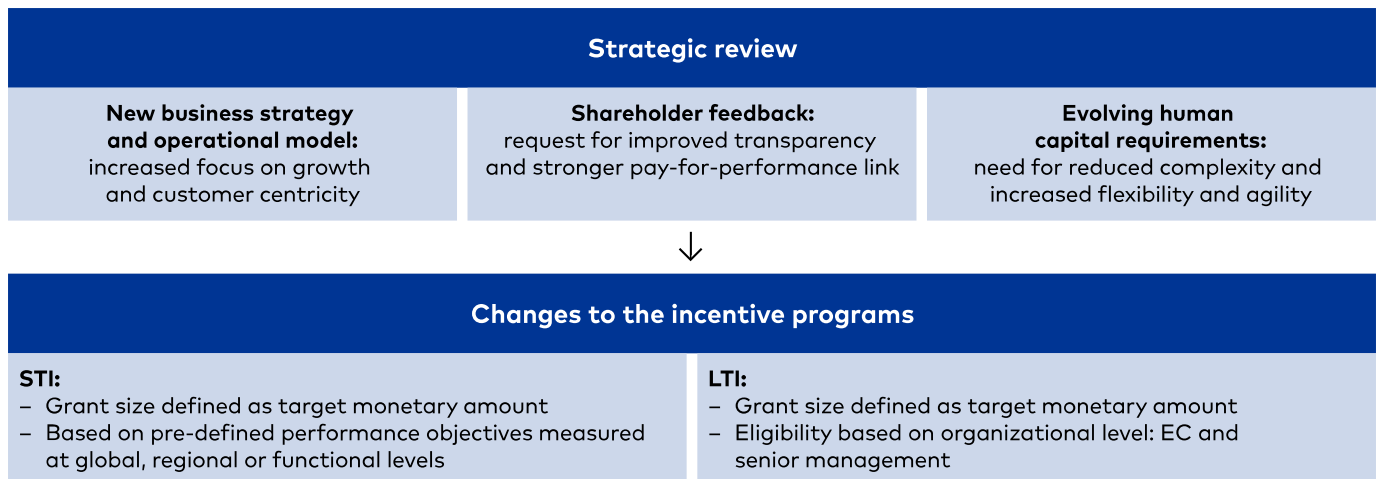 Strategic review
New business strategy
and operational model:
increased focus on growth
and customer centricity
Shareholder feedback:
request for improved transparency
and stronger pay-for-performance link
Evolving human
capital requirements:
need for reduced complexity and
increased flexibility and agility
Changes to the incentive programs
STI:
– Grant size defined as target monetary amount
– Based on pre-defined performance objectives measured
at global, regional or functional levels
LTI:
– Grant size defined as target monetary amount
– Eligibility based on organizational level: EC and
senior management